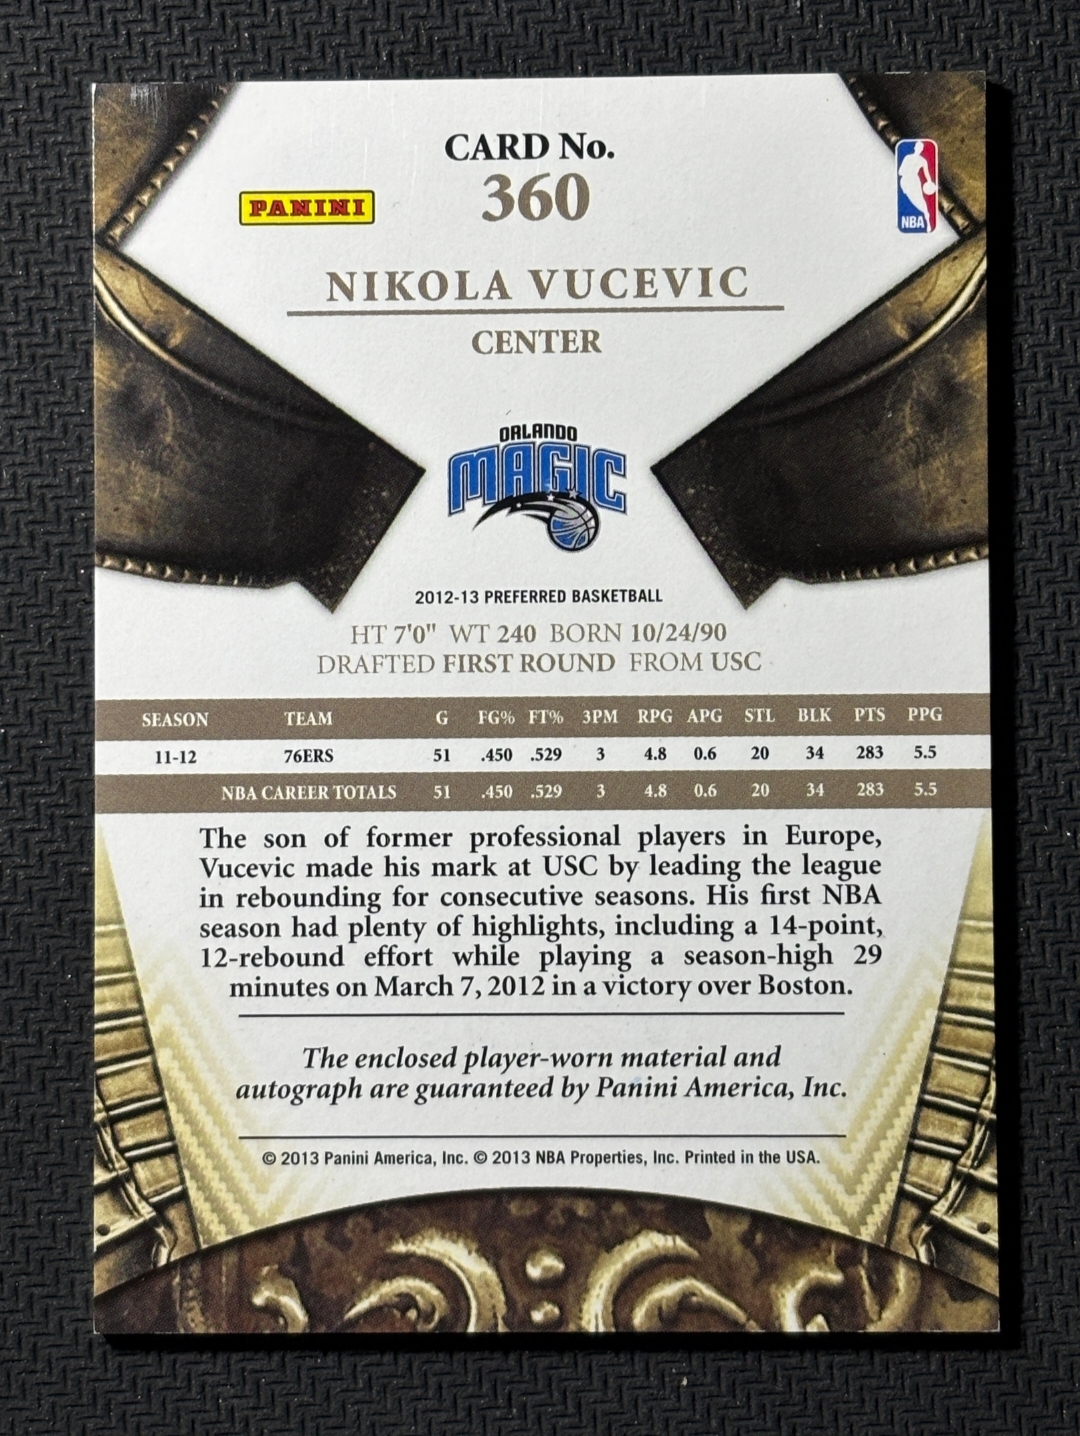 CARD No.
360
PANINI
NBA
NIKOLA VUCEVIC
CENTER
ORLANDO
MAGIC
2012-13 PREFERRED BASKETBALL
HT 7'0" WT 240 BORN 10/24/90
DRAFTED FIRST ROUND FROM USC
SEASON TEAM G FG% FT% 3PM RPG APG STL BLK PTS PPG
11-12 76ERS 51 .450 .529 3 4.8 0.6 20 34 283 5.5
NBA CAREER TOTALS 51 .450 .529 3 4.8 0.6 20 34 283 5.5
The son of former professional players in Europe,
Vucevic made his mark at USC by leading the league
in rebounding for consecutive seasons. His first NBA
season had plenty of highlights, including a 14-point,
12-rebound effort while playing a season-high 29
minutes on March 7, 2012 in a victory over Boston.
The enclosed player-worn material and
autograph are guaranteed by Panini America, Inc.
© 2013 Panini America, Inc. © 2013 NBA Properties, Inc. Printed in the USA.